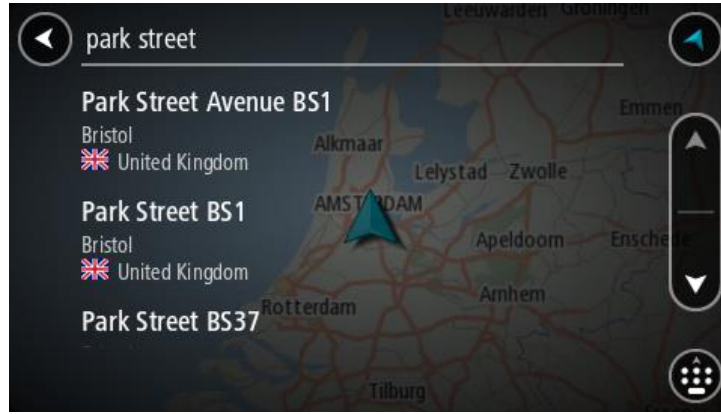 Leeuwarden Groningen
park street
Park Street Avenue BS1
Bristol
United Kingdom
Emmen
Alkmaar
Lelystad Zwolle
Park Street BS1
Bristol
United Kingdom
AMSTERDAM
Apeldoorn
Enschede
Park Street BS37
Rotterdam
Arnhem
Tilburg